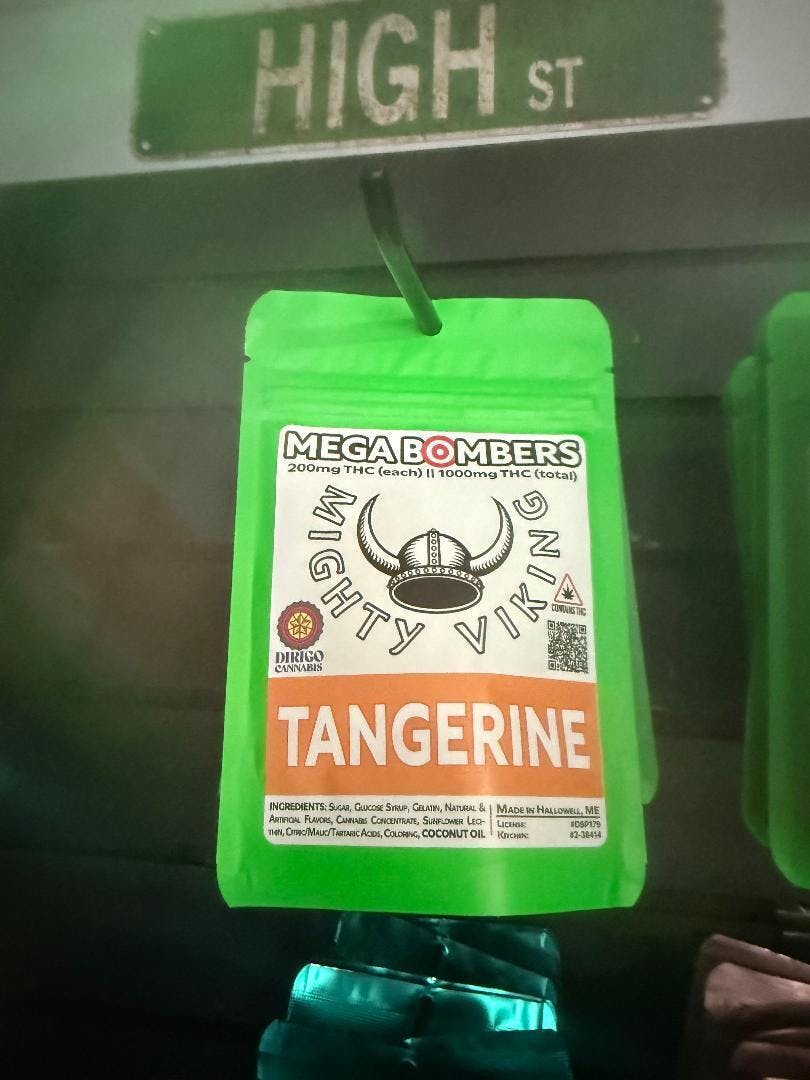 HIGH ST
MEGA BOMBERS
200mg THC (each) || 1000mg THC (total)
MIGHTY VIKING
CONTAINS THC
DIRIGO
CANNABIS
TANGERINE
INGREDIENTS: SUGAR, GLUCOSE SYRUP, GELATIN, NATURAL &
ARTIFICIAL FLAVORS, CANNABIS CONCENTRATE, SUNFLOWER LECI-
THIN, CITRIC/MALIC/TARTARIC ACIDS, COLORING, COCONUT OIL
MADE IN HALLOWELL, ME
LICENSE: #DSP179
KITCHEN: #2-38414